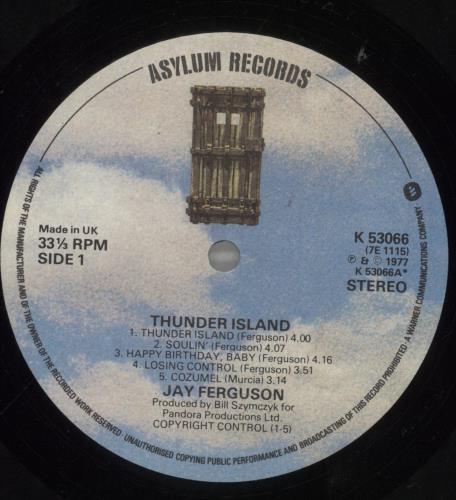 ASYLUM RECORDS
Made in UK
33⅓ RPM
SIDE 1
K 53066
(7E 1115)
℗ & © 1977
K 53066A*
STEREO
THUNDER ISLAND
1. THUNDER ISLAND (Ferguson) 4.00
2. SOULIN' (Ferguson) 4.07
3. HAPPY BIRTHDAY, BABY (Ferguson) 4.16
4. LOSING CONTROL (Ferguson) 3.51
5. COZUMEL (Murcia) 3.14
JAY FERGUSON
Produced by Bill Szymczyk for
Pandora Productions Ltd.
COPYRIGHT CONTROL (1-5)
ALL RIGHTS OF THE MANUFACTURER AND OF THE OWNER OF THE RECORDED WORK RESERVED· UNAUTHORISED COPYING PUBLIC PERFORMANCE AND BROADCASTING OF THIS RECORD PROHIBITED· A WARNER COMMUNICATIONS COMPANY